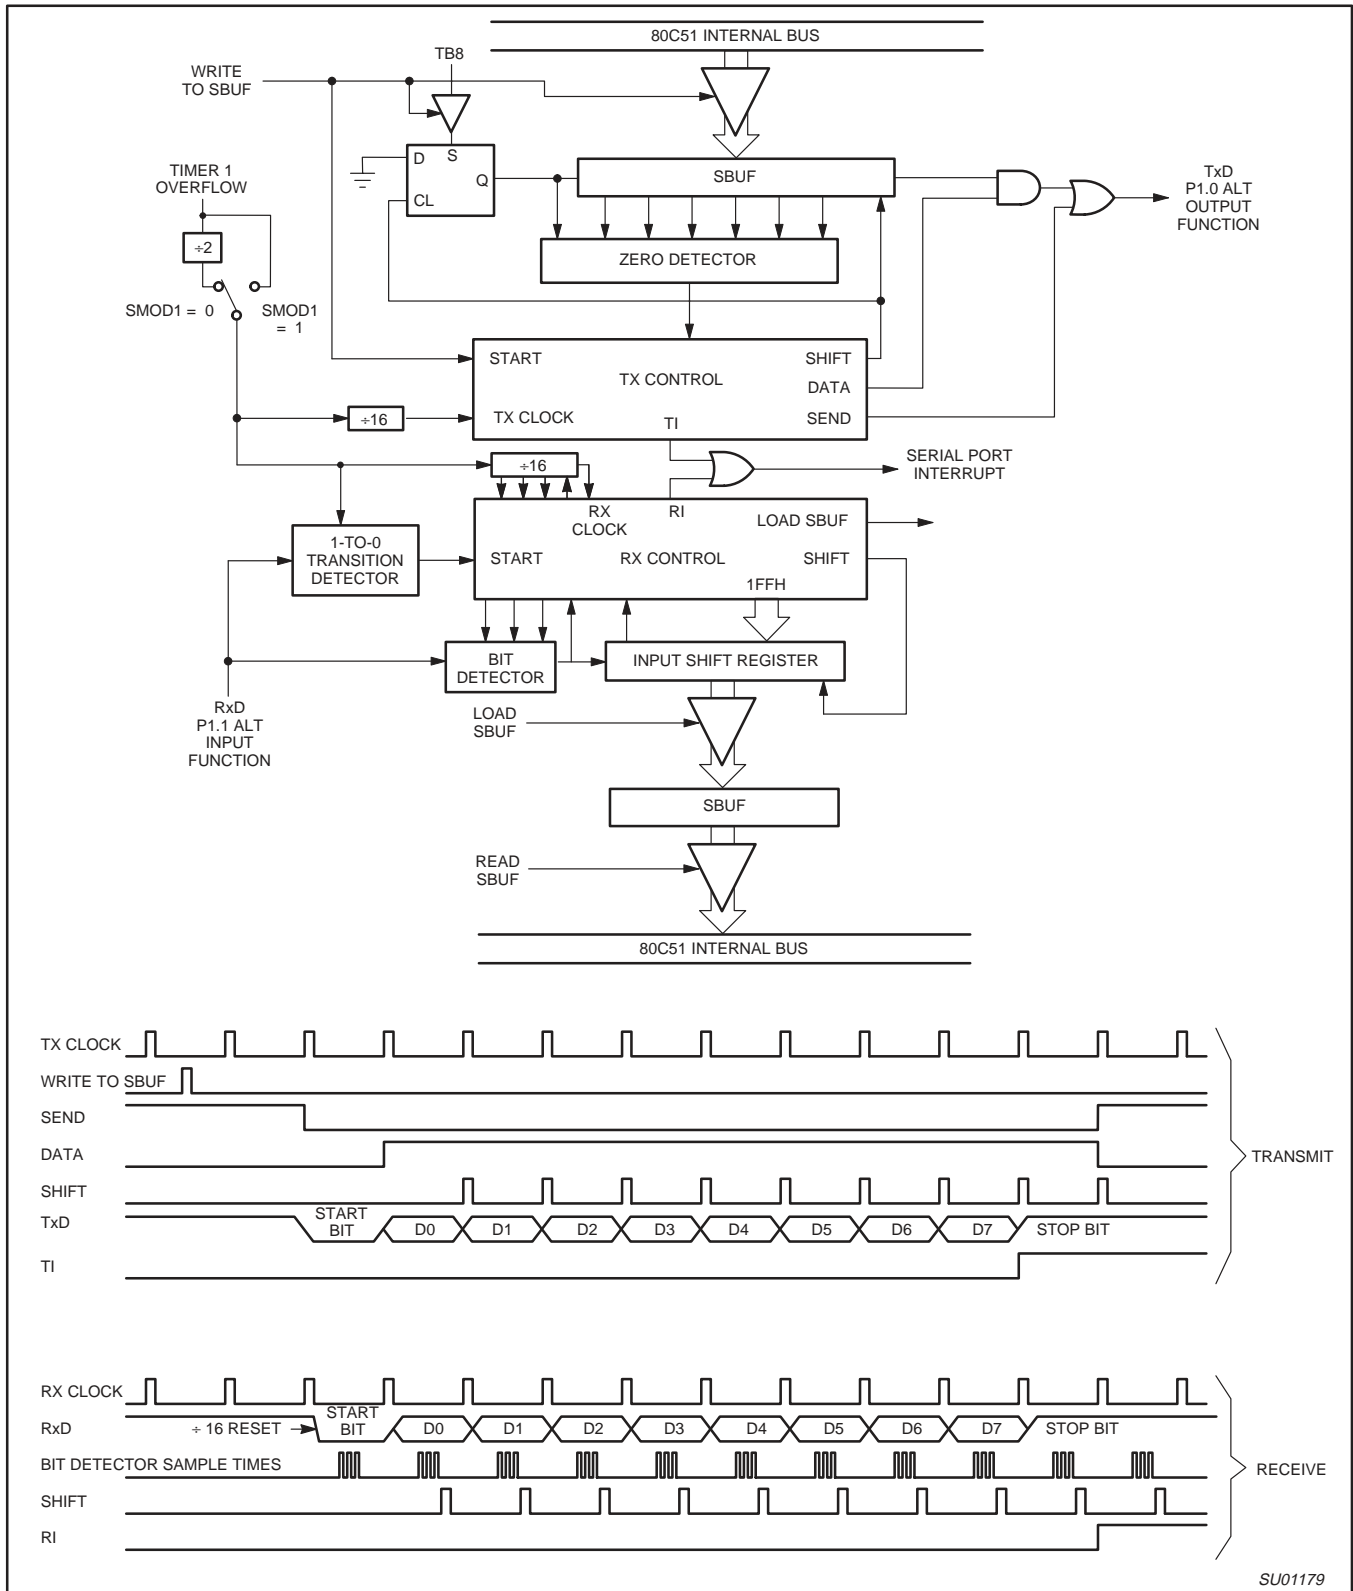 80C51 INTERNAL BUS
TB8
WRITE
TO SBUF
D
S
Q
CL
SBUF
TxD
P1.0 ALT
OUTPUT
FUNCTION
TIMER 1
OVERFLOW
÷2
ZERO DETECTOR
SMOD1 = 0
SMOD1
= 1
START
TX CONTROL
SHIFT
DATA
SEND
TX CLOCK
TI
÷16
SERIAL PORT
INTERRUPT
÷16
RX
CLOCK
RI
LOAD SBUF
START
RX CONTROL
SHIFT
1FFH
1-TO-0
TRANSITION
DETECTOR
BIT
DETECTOR
INPUT SHIFT REGISTER
RxD
P1.1 ALT
INPUT
FUNCTION
LOAD
SBUF
SBUF
READ
SBUF
80C51 INTERNAL BUS
TX CLOCK
WRITE TO SBUF
SEND
DATA
TRANSMIT
SHIFT
TxD START BIT D0 D1 D2 D3 D4 D5 D6 D7 STOP BIT
TI
RX CLOCK
RxD ÷ 16 RESET START BIT D0 D1 D2 D3 D4 D5 D6 D7 STOP BIT
BIT DETECTOR SAMPLE TIMES
RECEIVE
SHIFT
RI
SU01179